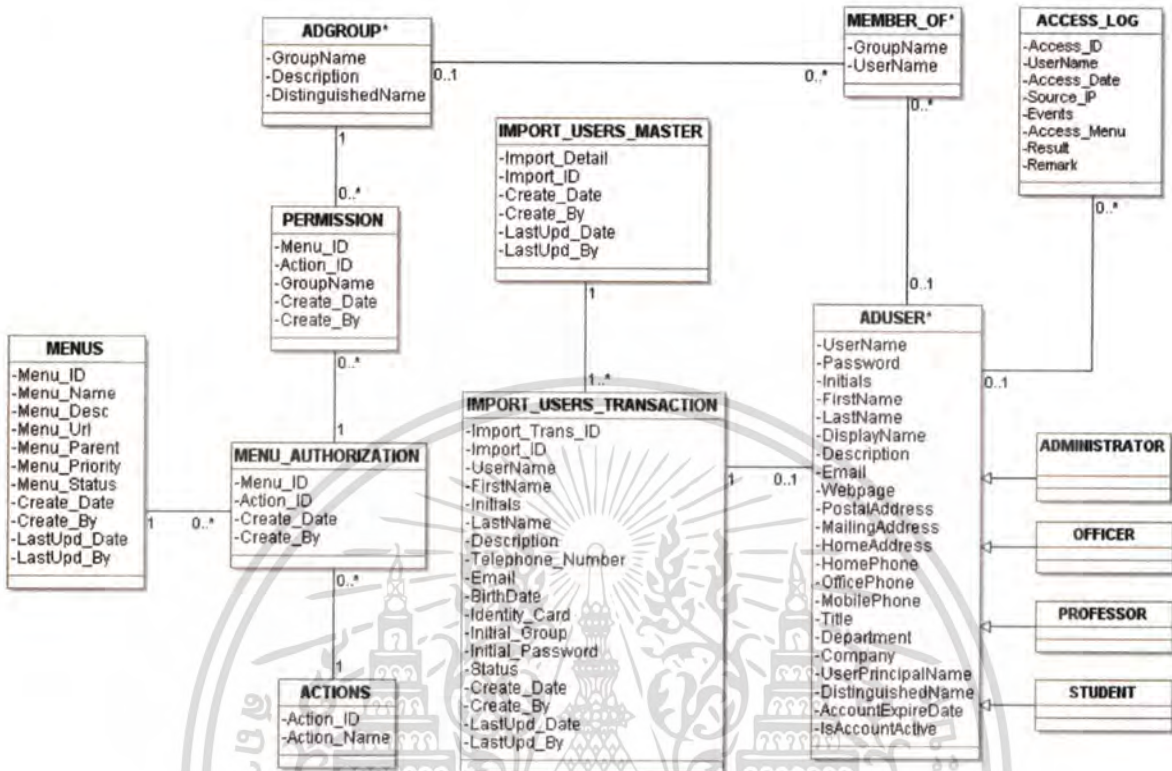 ADGROUP*
-GroupName
-Description
-DistinguishedName
0..1
0..*
1
0..*
MEMBER_OF*
-GroupName
-UserName
0..*
0..1
ACCESS_LOG
-Access_ID
-UserName
-Access_Date
-Source_IP
-Events
-Access_Menu
-Result
-Remark
0..*
0..1
IMPORT_USERS_MASTER
-Import_Detail
-Import_ID
-Create_Date
-Create_By
-LastUpd_Date
-LastUpd_By
1
1..*
PERMISSION
-Menu_ID
-Action_ID
-GroupName
-Create_Date
-Create_By
0..*
1
MENUS
-Menu_ID
-Menu_Name
-Menu_Desc
-Menu_Url
-Menu_Parent
-Menu_Priority
-Menu_Status
-Create_Date
-Create_By
-LastUpd_Date
-LastUpd_By
1
0..*
MENU_AUTHORIZATION
-Menu_ID
-Action_ID
-Create_Date
-Create_By
0..*
1
ACTIONS
-Action_ID
-Action_Name
IMPORT_USERS_TRANSACTION
-Import_Trans_ID
-Import_ID
-UserName
-FirstName
-Initials
-LastName
-Description
-Telephone_Number
-Email
-BirthDate
-Identity_Card
-Initial_Group
-Initial_Password
-Status
-Create_Date
-Create_By
-LastUpd_Date
-LastUpd_By
1
0..1
ADUSER*
-UserName
-Password
-Initials
-FirstName
-LastName
-DisplayName
-Description
-Email
-Webpage
-PostalAddress
-MailingAddress
-HomeAddress
-HomePhone
-OfficePhone
-MobilePhone
-Title
-Department
-Company
-UserPrincipalName
-DistinguishedName
-AccountExpireDate
-IsAccountActive
ADMINISTRATOR
OFFICER
PROFESSOR
STUDENT